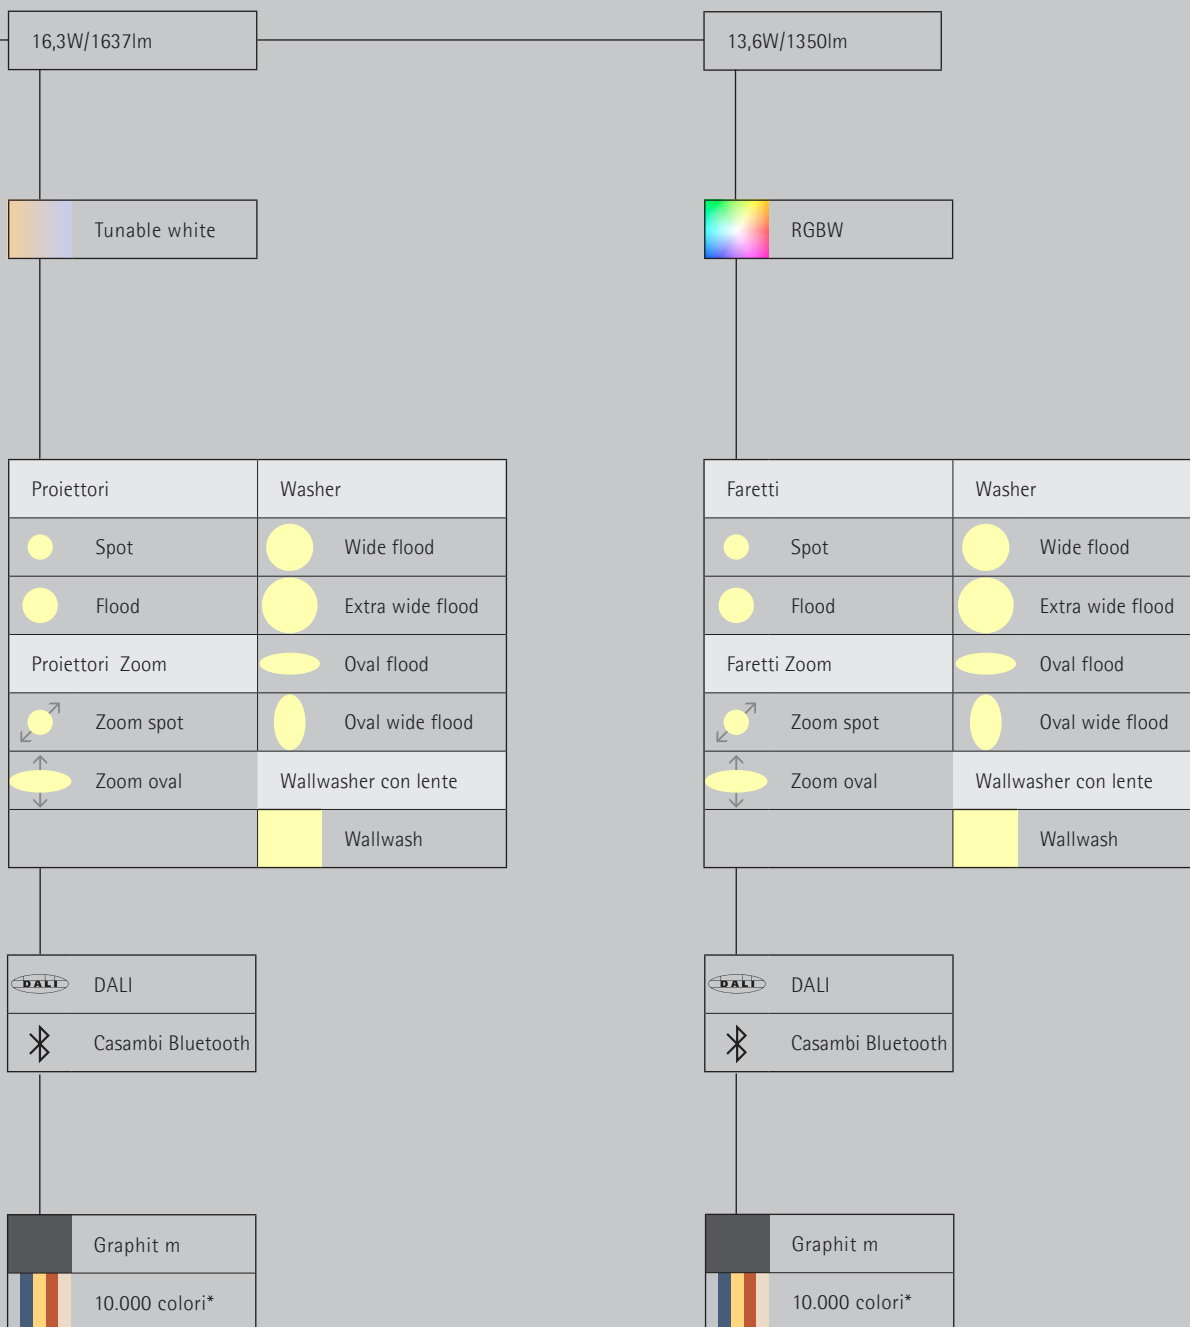 16,3W/1637lm
13,6W/1350lm
Tunable white
RGBW
Proiettori
Washer
Spot
Wide flood
Flood
Extra wide flood
Proiettori Zoom
Oval flood
Zoom spot
Oval wide flood
Zoom oval
Wallwasher con lente
Wallwash
Faretti
Washer
Spot
Wide flood
Flood
Extra wide flood
Faretti Zoom
Oval flood
Zoom spot
Oval wide flood
Zoom oval
Wallwasher con lente
Wallwash
DALI
DALI
Casambi Bluetooth
DALI
DALI
Casambi Bluetooth
Graphit m
10.000 colori*
Graphit m
10.000 colori*